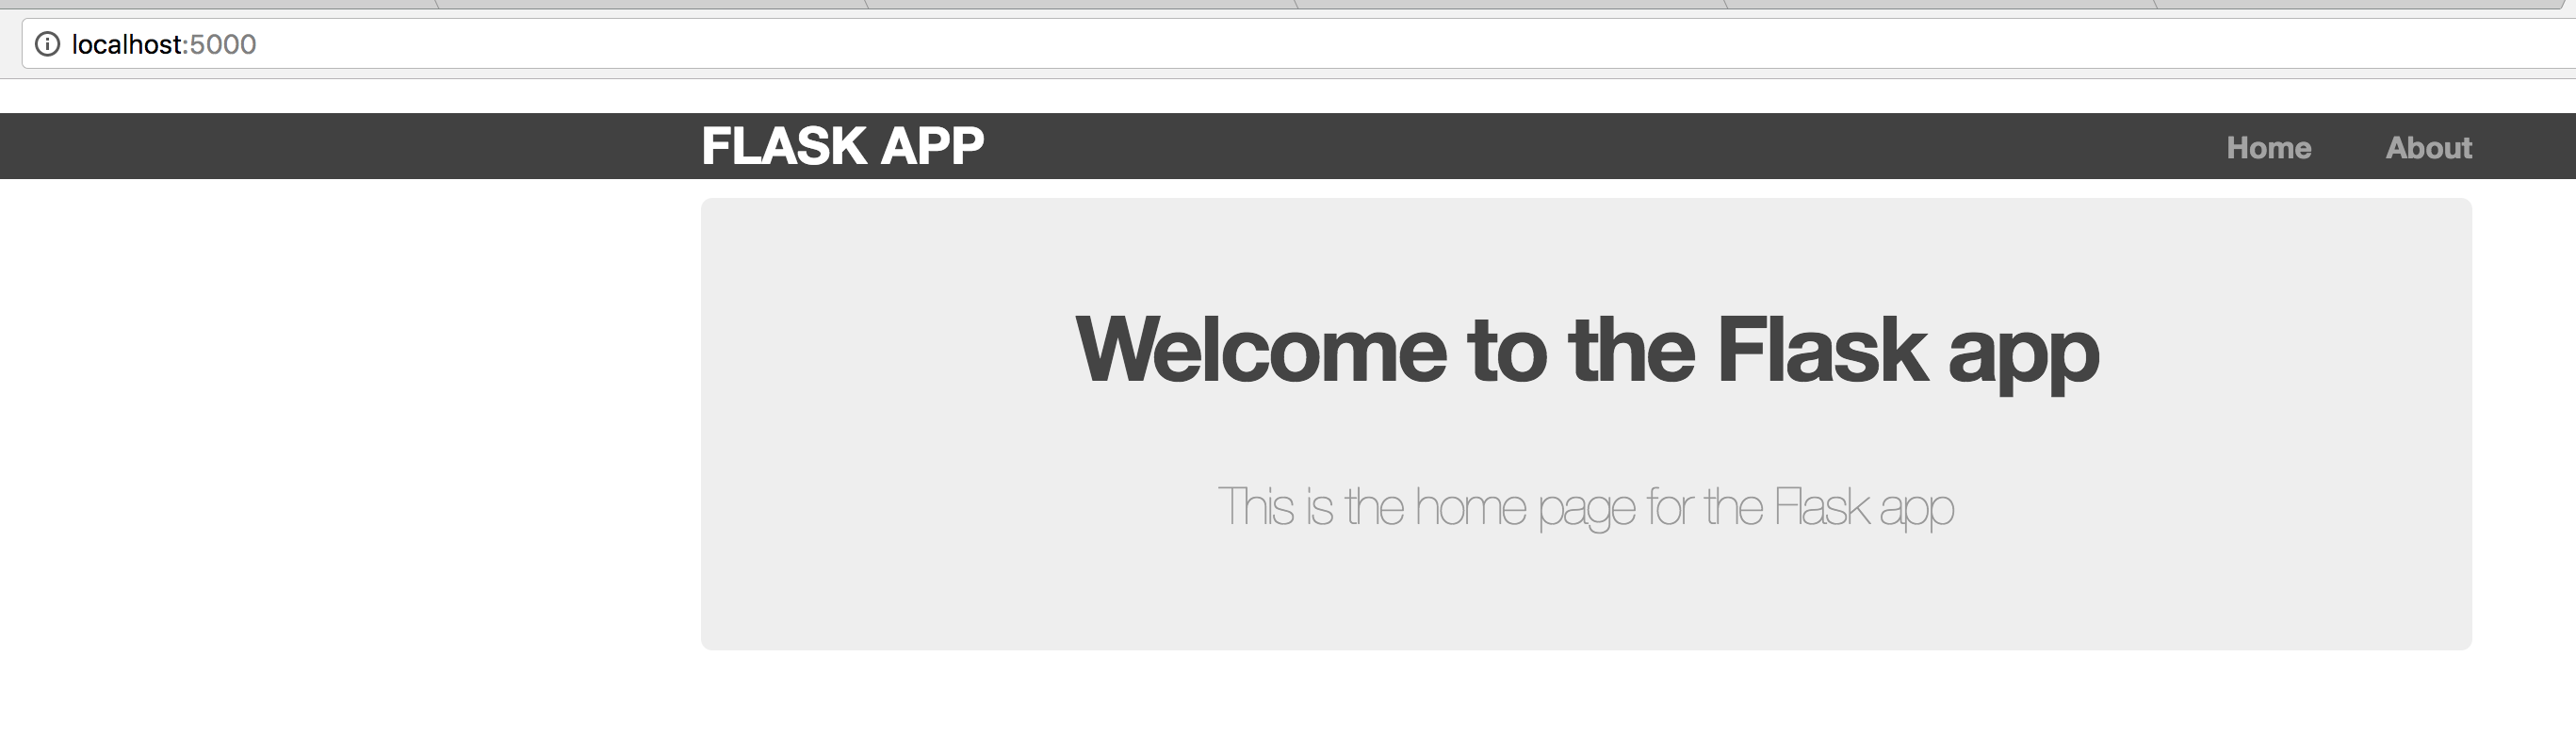 localhost:5000
FLASK APP
Home About
Welcome to the Flask app
This is the home page for the Flask app